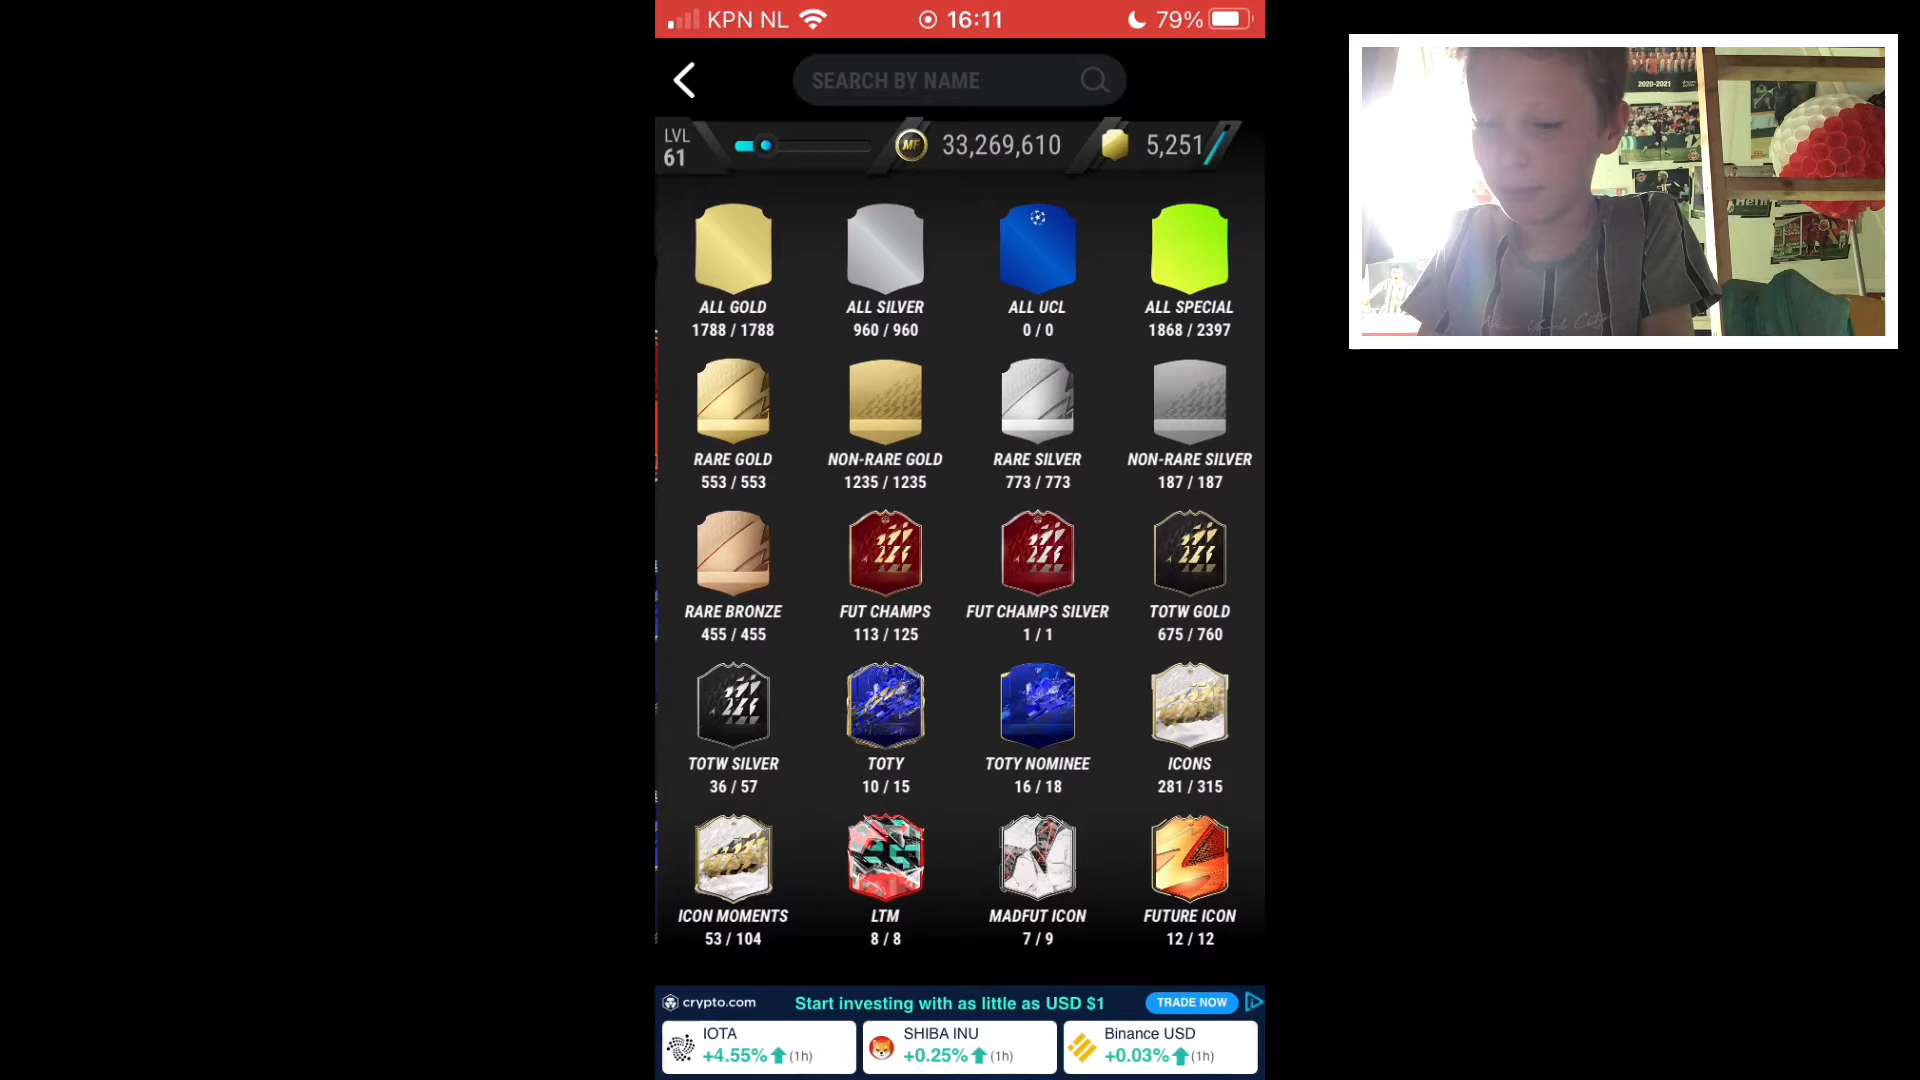 KPN NL 16:11 79%
SEARCH BY NAME
LVL
61
MF 33,269,610 5,251
ALL GOLD ALL SILVER ALL UCL ALL SPECIAL
1788 / 1788 960 / 960 0 / 0 1868 / 2397
RARE GOLD NON-RARE GOLD RARE SILVER NON-RARE SILVER
553 / 553 1235 / 1235 773 / 773 187 / 187
RARE BRONZE FUT CHAMPS FUT CHAMPS SILVER TOTW GOLD
455 / 455 113 / 125 1 / 1 675 / 760
TOTW SILVER TOTY TOTY NOMINEE ICONS
36 / 57 10 / 15 16 / 18 281 / 315
ICON MOMENTS LTM MADFUT ICON FUTURE ICON
53 / 104 8 / 8 7 / 9 12 / 12
crypto.com Start investing with as little as USD $1 TRADE NOW
IOTA SHIBA INU Binance USD
+4.55% (1h) +0.25% (1h) +0.03% (1h)
2020-2021